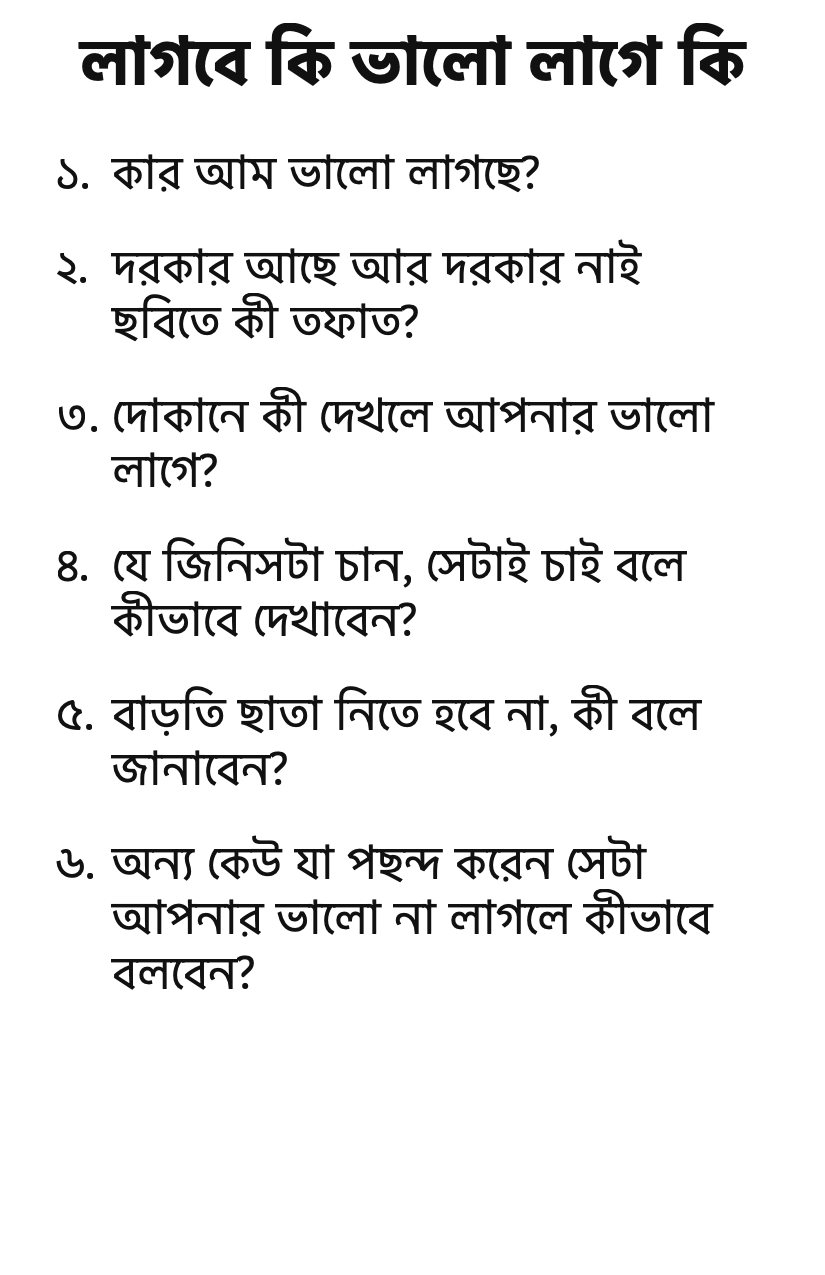 লাগবে কি ভালো লাগে কি
১. কার আম ভালো লাগছে?
২. দরকার আছে আর দরকার নাই
ছবিতে কী তফাত?
৩. দোকানে কী দেখলে আপনার ভালো
লাগে?
৪. যে জিনিসটা চান, সেটাই চাই বলে
কীভাবে দেখাবেন?
৫. বাড়তি ছাতা নিতে হবে না, কী বলে
জানাবেন?
৬. অন্য কেউ যা পছন্দ করেন সেটা
আপনার ভালো না লাগলে কীভাবে
বলবেন?